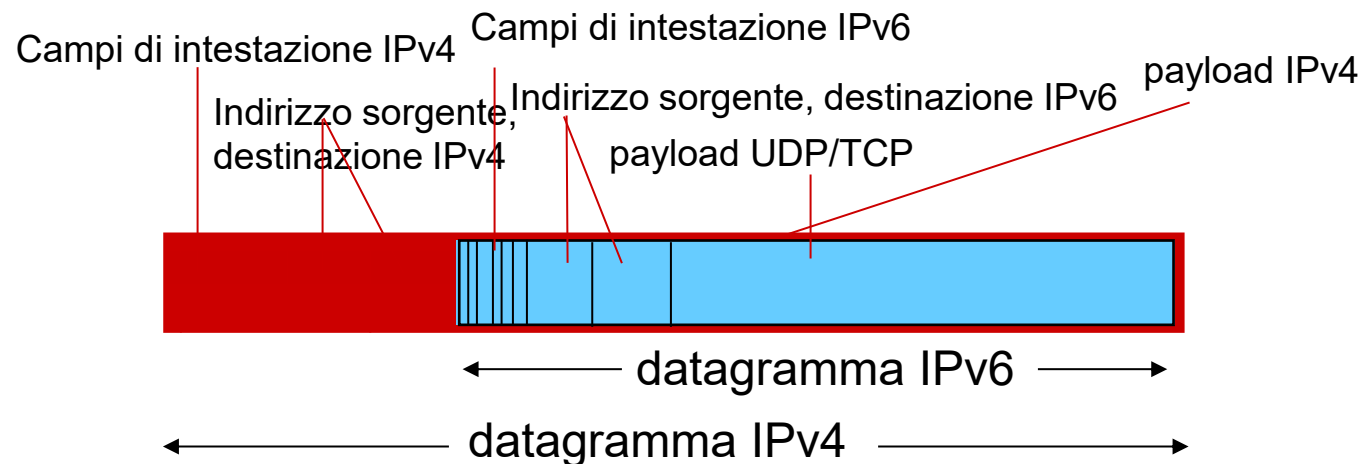 Campi di intestazione IPv4
Campi di intestazione IPv6
payload IPv4
Indirizzo sorgente,
destinazione IPv4
Indirizzo sorgente, destinazione IPv6
payload UDP/TCP
datagramma IPv6
datagramma IPv4